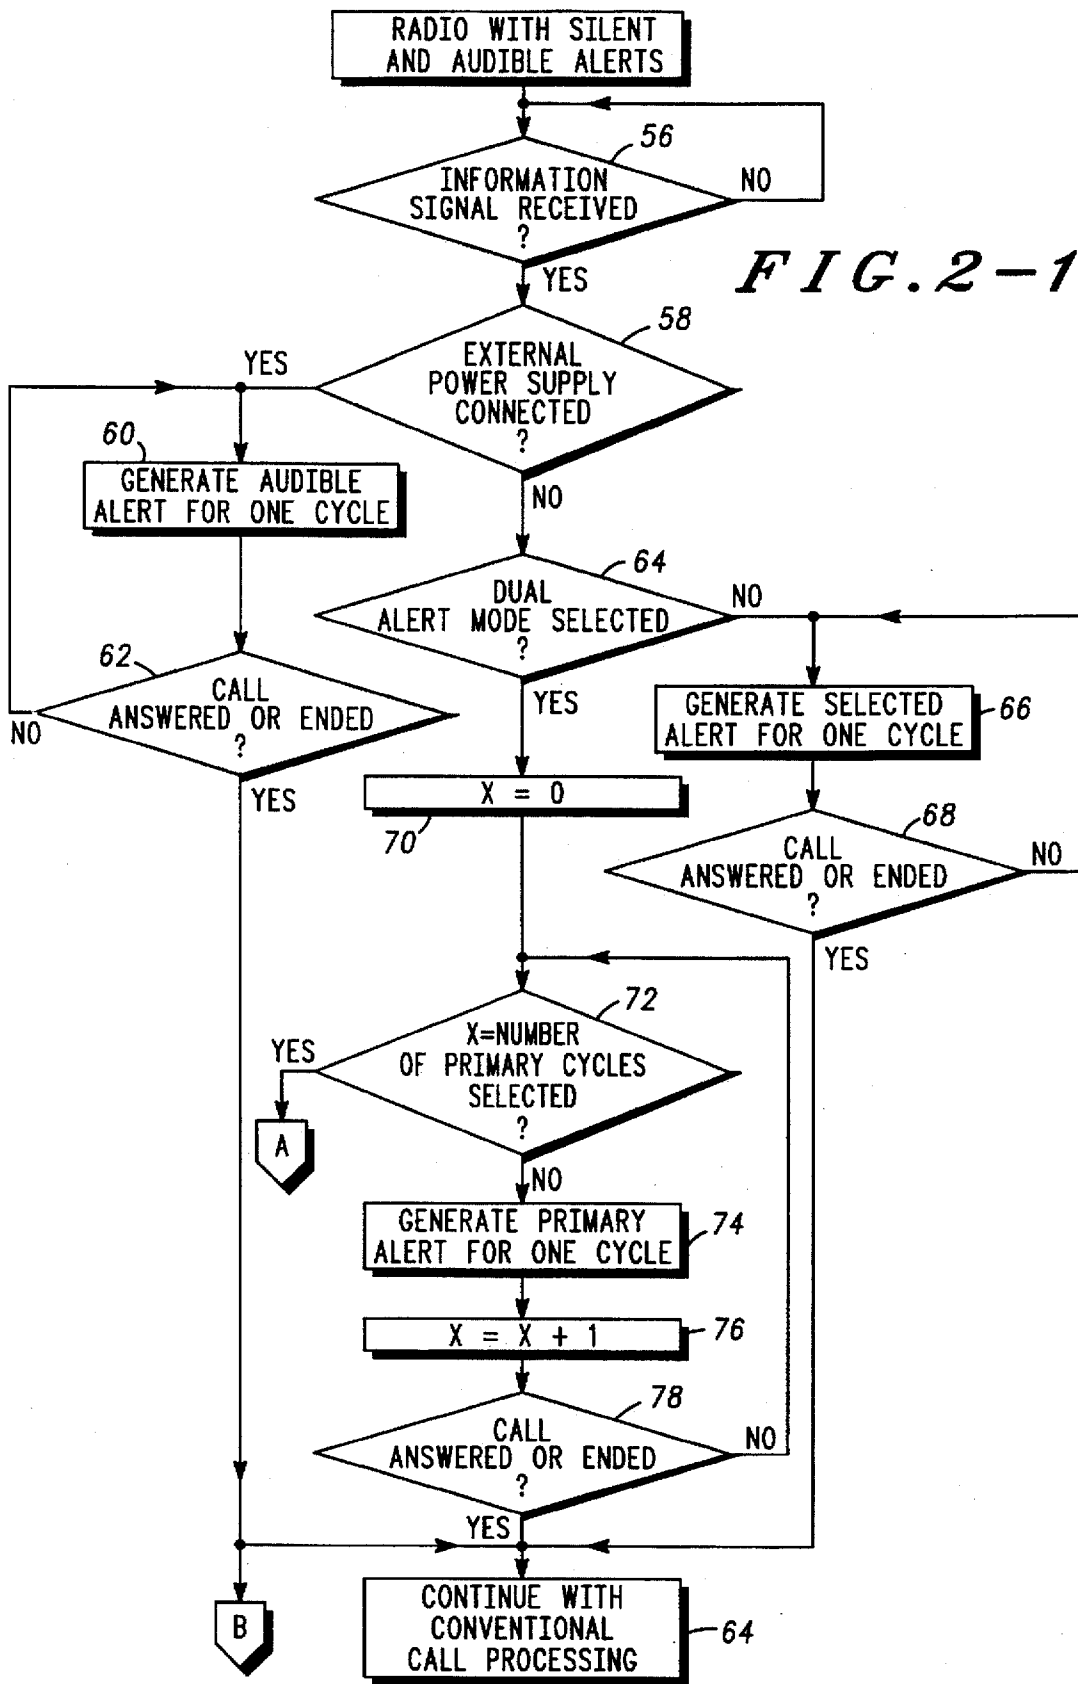 RADIO WITH SILENT
AND AUDIBLE ALERTS
56
INFORMATION
SIGNAL RECEIVED
?
NO
YES
FIG.2-1
58
EXTERNAL
POWER SUPPLY
CONNECTED
?
YES
NO
60
GENERATE AUDIBLE
ALERT FOR ONE CYCLE
64
DUAL
ALERT MODE SELECTED
?
NO
YES
62
CALL
ANSWERED OR ENDED
?
NO
YES
GENERATE SELECTED
ALERT FOR ONE CYCLE
66
X = 0
70
68
CALL
ANSWERED OR ENDED
?
NO
YES
72
X=NUMBER
OF PRIMARY CYCLES
SELECTED
?
YES
A
NO
GENERATE PRIMARY
ALERT FOR ONE CYCLE
74
X = X + 1
76
78
CALL
ANSWERED OR ENDED
?
NO
YES
B
CONTINUE WITH
CONVENTIONAL
CALL PROCESSING
64